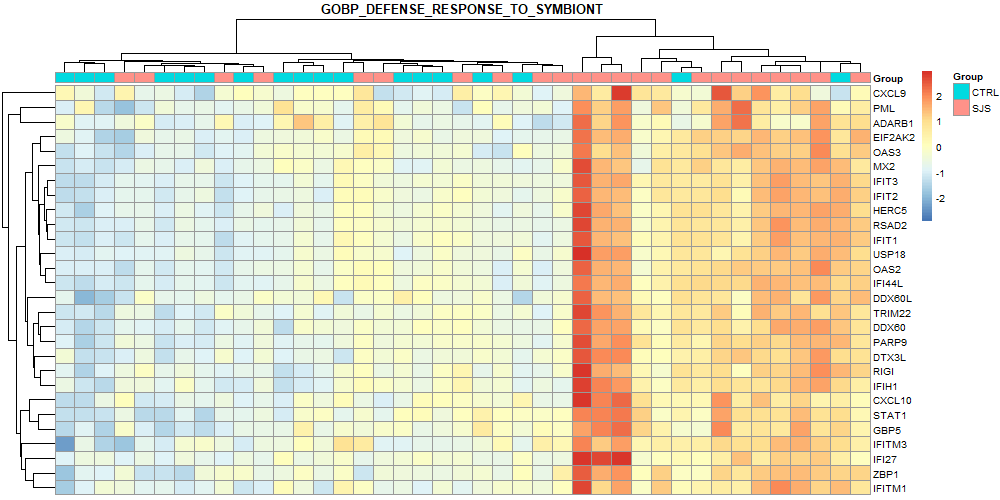 GOBP_DEFENSE_RESPONSE_TO_SYMBIONT
Group
CXCL9
PML
ADARB1
EIF2AK2
OAS3
MX2
IFIT3
IFIT2
HERC5
RSAD2
IFIT1
USP18
OAS2
IFI44L
DDX60L
TRIM22
DDX60
PARP9
DTX3L
RIGI
IFIH1
CXCL10
STAT1
GBP5
IFITM3
IFI27
ZBP1
IFITM1
2
1
0
-1
-2
Group
CTRL
SJS